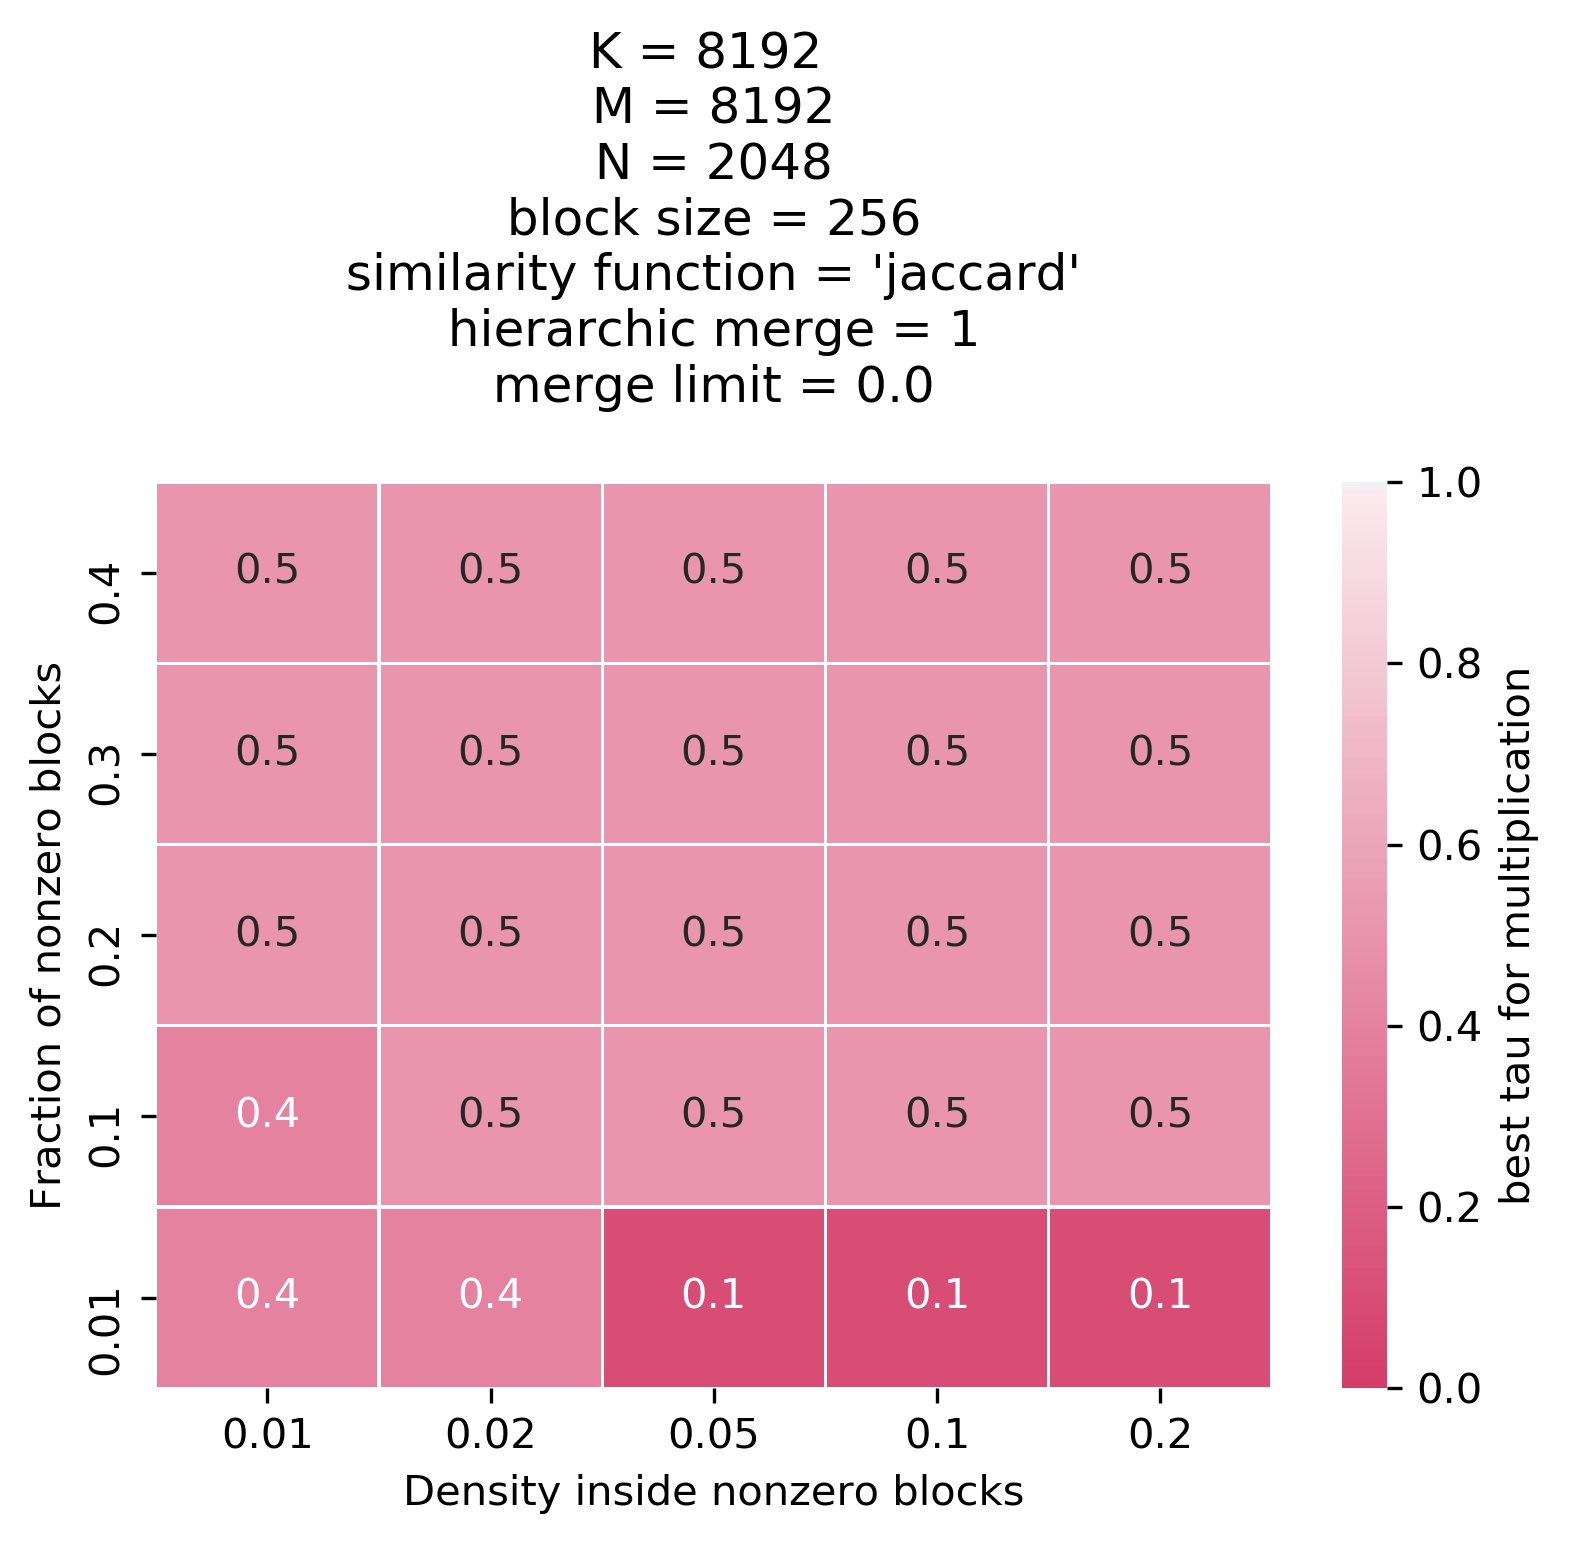 K = 8192
M = 8192
N = 2048
block size = 256
similarity function = 'jaccard'
hierarchic merge = 1
merge limit = 0.0
Fraction of nonzero blocks
0.4 0.5 0.5 0.5 0.5 0.5
0.3 0.5 0.5 0.5 0.5 0.5
0.2 0.5 0.5 0.5 0.5 0.5
0.1 0.4 0.5 0.5 0.5 0.5
0.01 0.4 0.4 0.1 0.1 0.1
0.01 0.02 0.05 0.1 0.2
Density inside nonzero blocks
1.0
0.8
0.6
0.4
0.2
0.0
best tau for multiplication